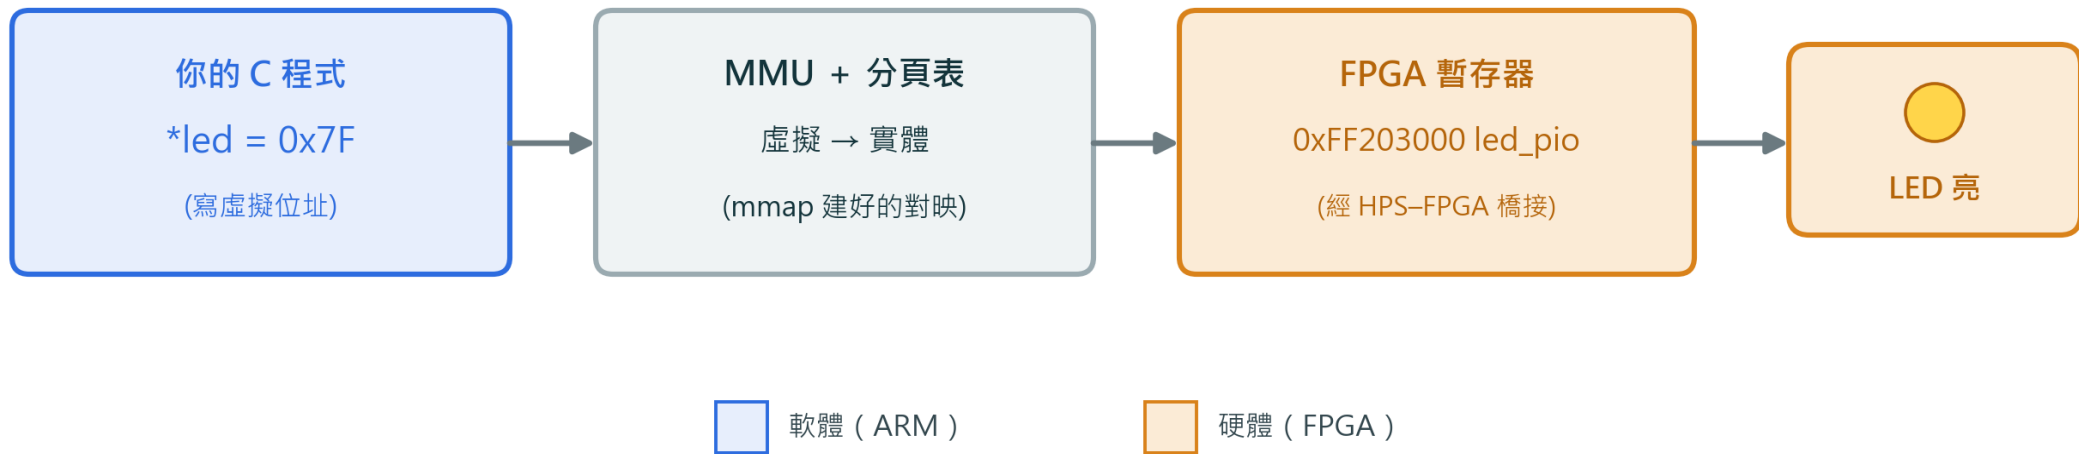 你的 C 程式
*led = 0x7F
(寫虛擬位址)
MMU + 分頁表
虛擬 → 實體
(mmap 建好的對映)
FPGA 暫存器
0xFF203000 led_pio
(經 HPS–FPGA 橋接)
LED 亮
軟體（ARM）
硬體（FPGA）